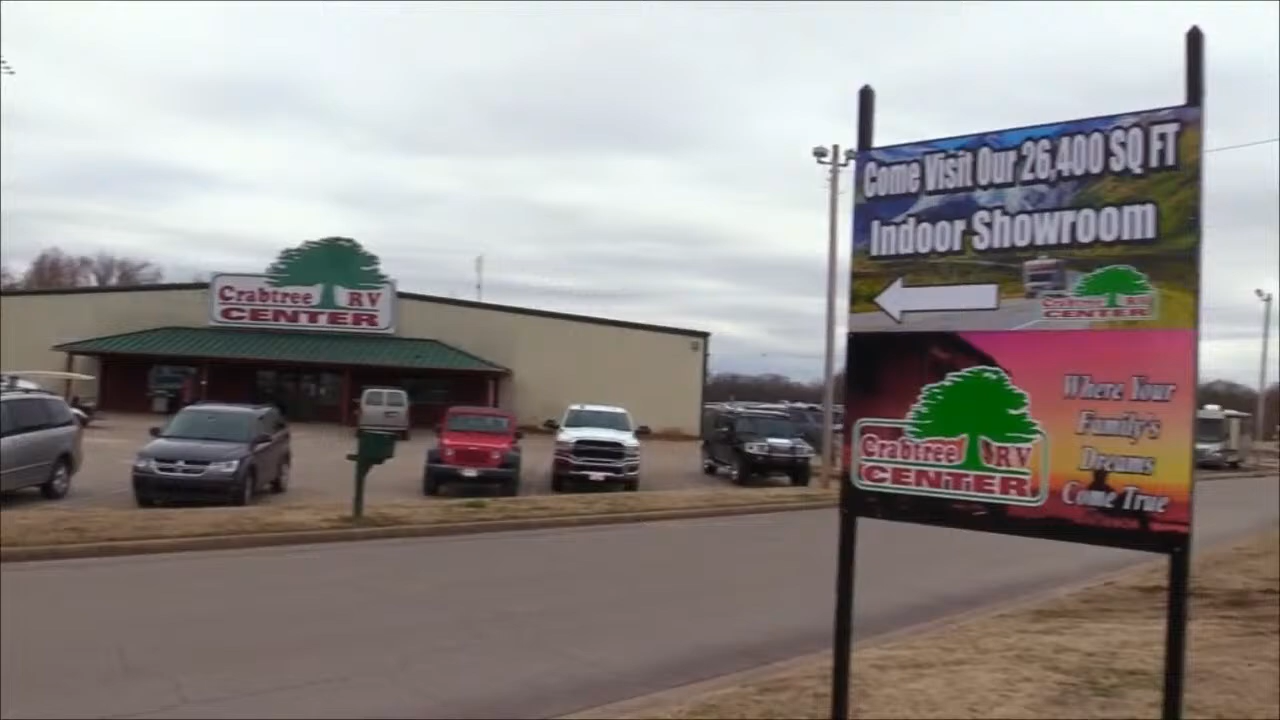 Crabtree RV
CENTER
Come Visit Our 26,400 SQ FT
Indoor Showroom
Crabtree RV
CENTER
Crabtree RV
CENTER
Where Your
Family's
Dreams
Come True